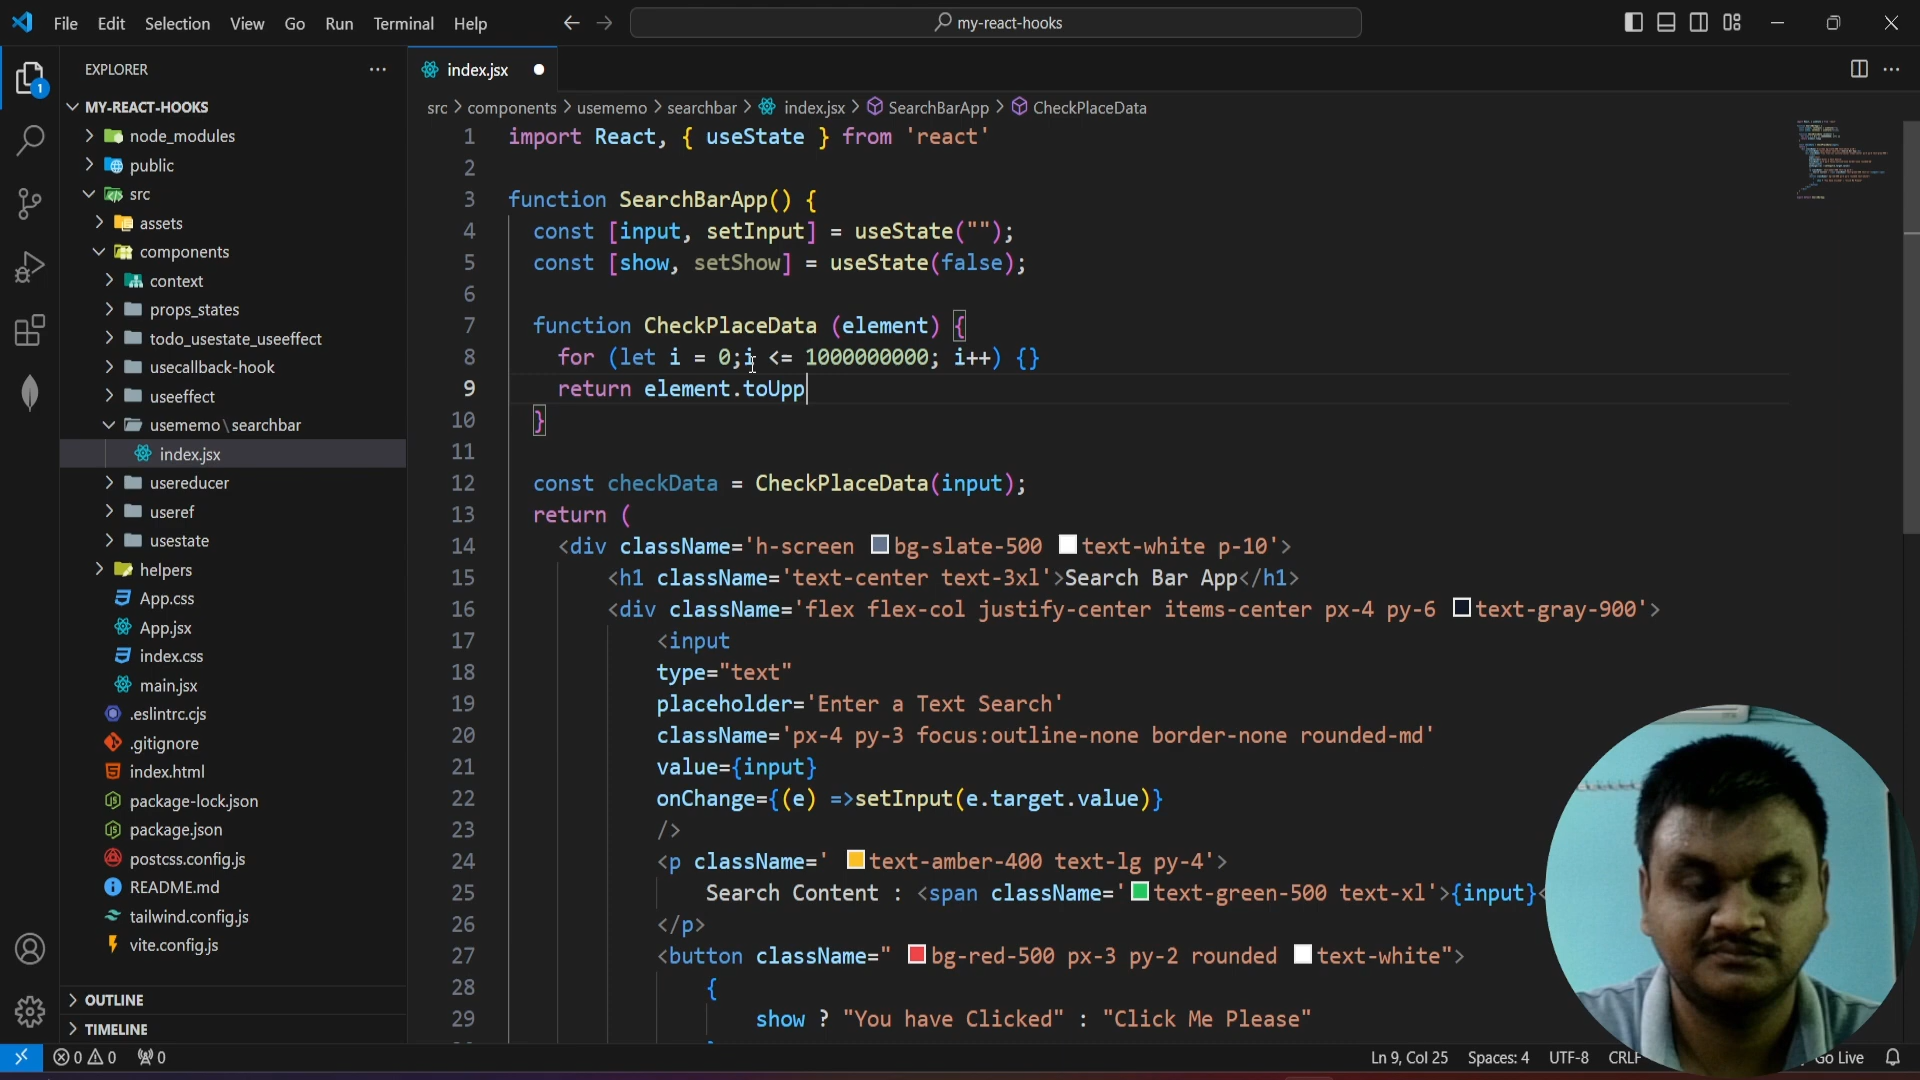 File Edit Selection View Go Run Terminal Help
my-react-hooks
EXPLORER
MY-REACT-HOOKS
node_modules
public
src
assets
components
context
props_states
todo_usestate_useeffect
usecallback-hook
useeffect
usememo\searchbar
index.jsx
usereducer
useref
usestate
helpers
App.css
App.jsx
index.css
main.jsx
.eslintrc.cjs
.gitignore
index.html
package-lock.json
package.json
postcss.config.js
README.md
tailwind.config.js
vite.config.js
OUTLINE
TIMELINE
1
index.jsx
src > components > usememo > searchbar > index.jsx > SearchBarApp > CheckPlaceData
1 import React, { useState } from 'react'
2
3 function SearchBarApp() {
4 const [input, setInput] = useState("");
5 const [show, setShow] = useState(false);
6
7 function CheckPlaceData (element) {
8 for (let i = 0;i <= 1000000000; i++) {}
9 return element.toUpp
10 }
11
12 const checkData = CheckPlaceData(input);
13 return (
14 <div className='h-screen bg-slate-500 text-white p-10'>
15 <h1 className='text-center text-3xl'>Search Bar App</h1>
16 <div className='flex flex-col justify-center items-center px-4 py-6 text-gray-900'>
17 <input
18 type="text"
19 placeholder='Enter a Text Search'
20 className='px-4 py-3 focus:outline-none border-none rounded-md'
21 value={input}
22 onChange={(e) =>setInput(e.target.value)}
23 />
24 <p className=' text-amber-400 text-lg py-4'>
25 Search Content : <span className='text-green-500 text-xl'>{input}<
26 </p>
27 <button className=" bg-red-500 px-3 py-2 rounded text-white">
28 {
29 show ? "You have Clicked" : "Click Me Please"
0 0 0 Ln 9, Col 25 Spaces: 4 UTF-8 CRLF Go Live